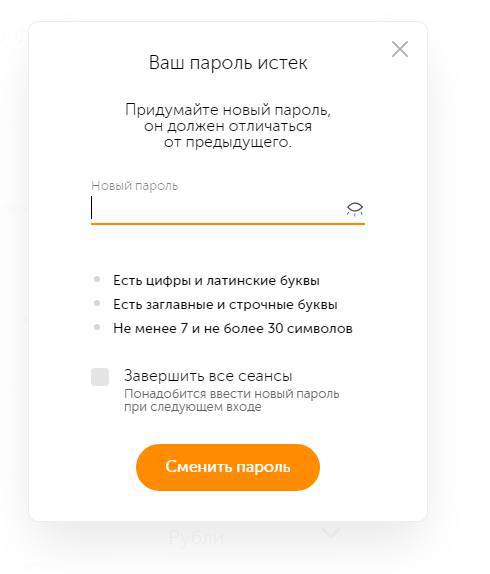 Ваш пароль истек
Придумайте новый пароль,
он должен отличаться
от предыдущего.
Новый пароль
Есть цифры и латинские буквы
Есть заглавные и строчные буквы
Не менее 7 и не более 30 символов
Завершить все сеансы
Понадобится ввести новый пароль
при следующем входе
Сменить пароль
Рубли